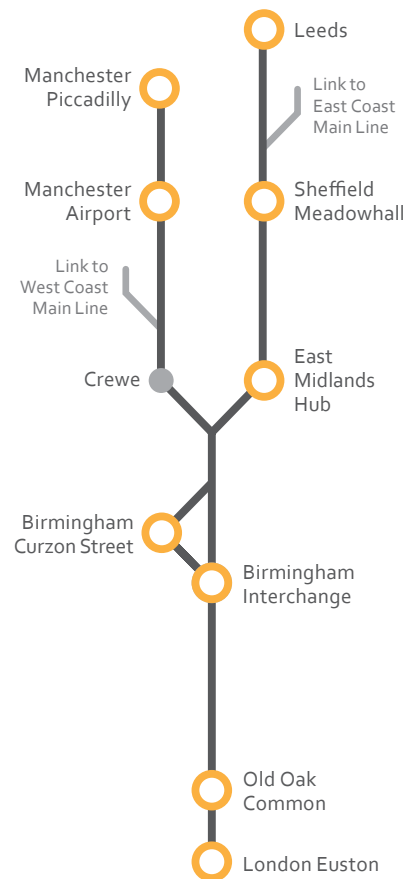 Leeds
Manchester
Piccadilly
Link to
East Coast
Main Line
Manchester
Airport
Sheffield
Meadowhall
Link to
West Coast
Main Line
Crewe
East
Midlands
Hub
Birmingham
Curzon Street
Birmingham
Interchange
Old Oak
Common
London Euston